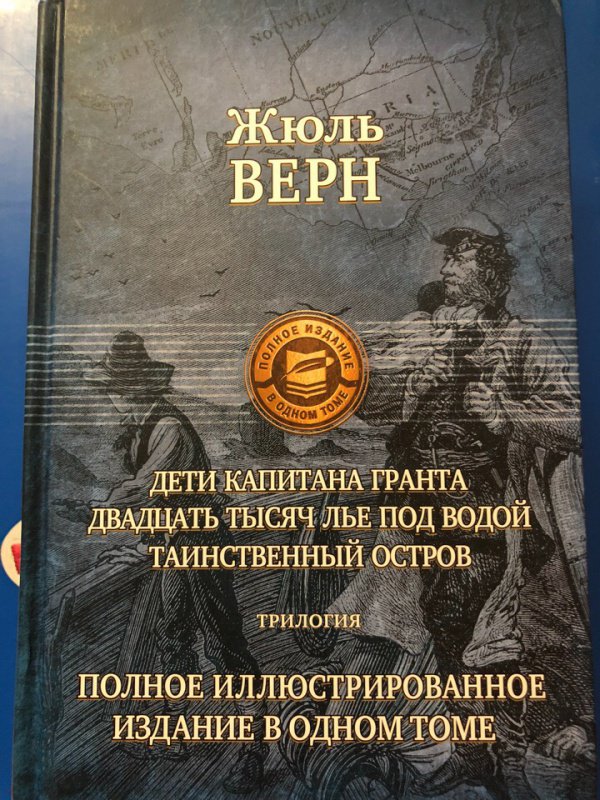 Жюль
ВЕРН
Melbourne
ПОЛНОЕ ИЗДАНИЕ
В ОДНОМ ТОМЕ
ДЕТИ КАПИТАНА ГРАНТА
ДВАДЦАТЬ ТЫСЯЧ ЛЬЕ ПОД ВОДОЙ
ТАИНСТВЕННЫЙ ОСТРОВ
ТРИЛОГИЯ
ПОЛНОЕ ИЛЛЮСТРИРОВАННОЕ
ИЗДАНИЕ В ОДНОМ ТОМЕ